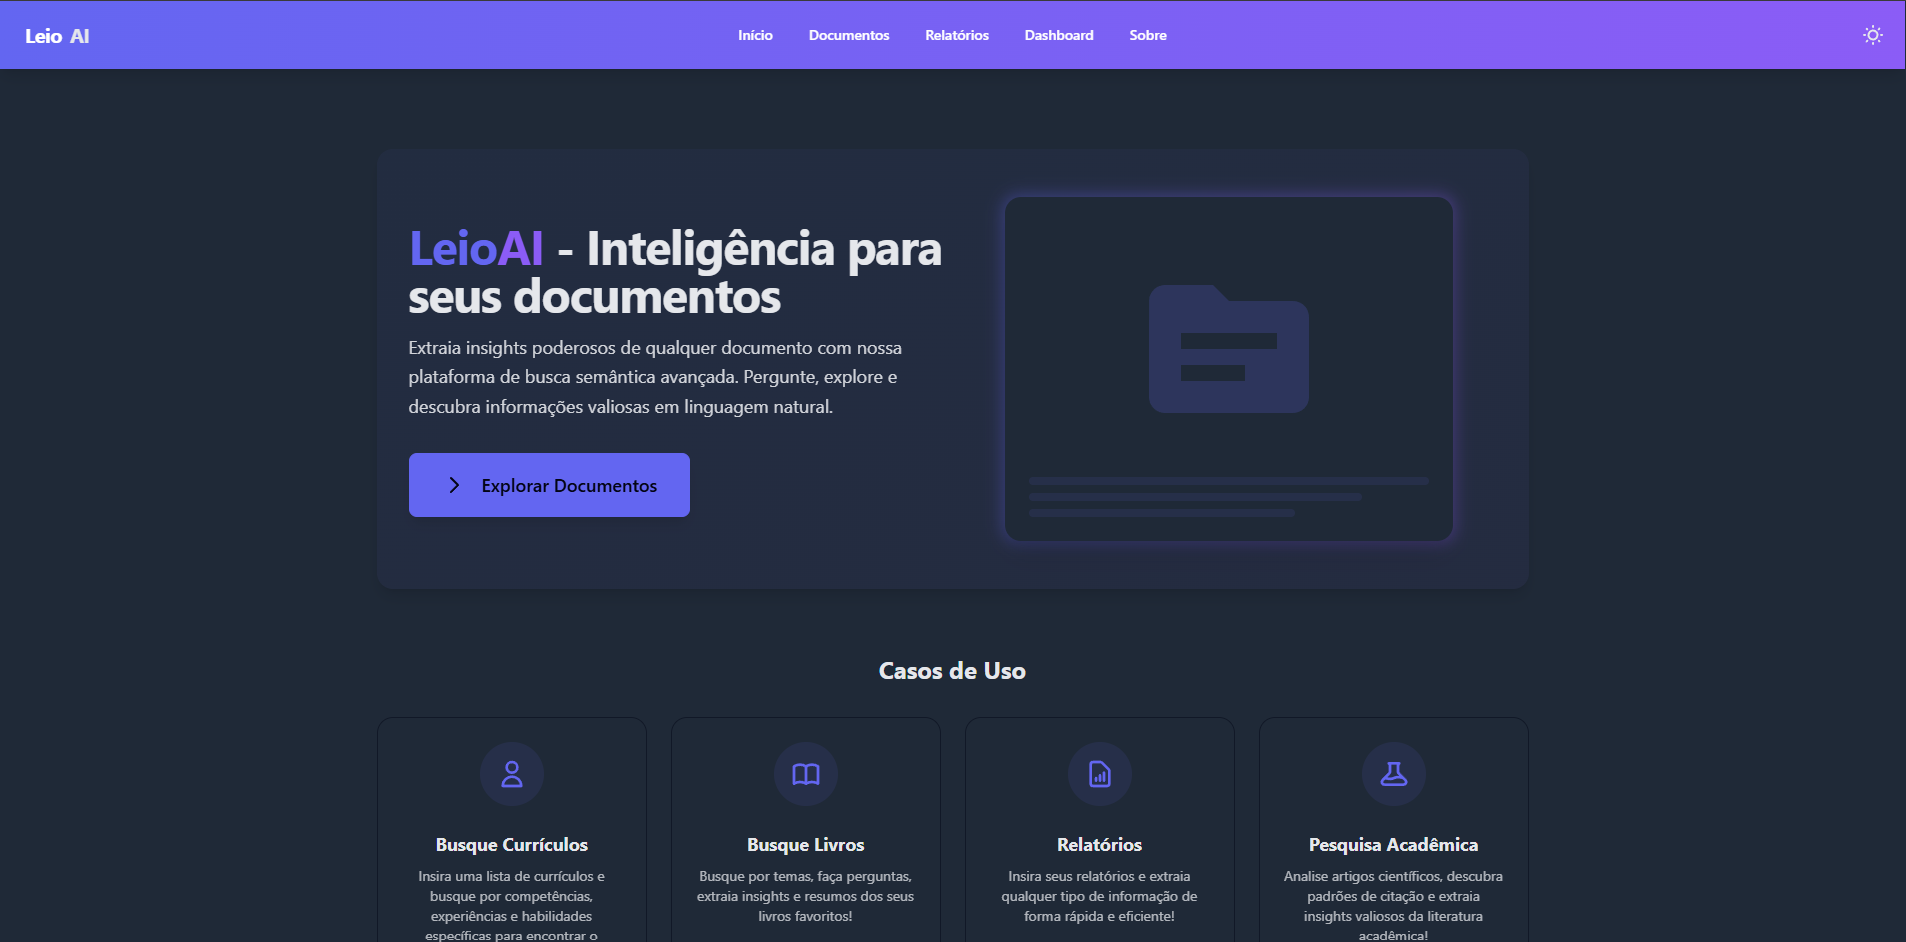 Leio AI
Início Documentos Relatórios Dashboard Sobre
LeioAI - Inteligência para
seus documentos
Extraia insights poderosos de qualquer documento com nossa
plataforma de busca semântica avançada. Pergunte, explore e
descubra informações valiosas em linguagem natural.
Explorar Documentos
Casos de Uso
Busque Currículos
Insira uma lista de currículos e
busque por competências,
experiências e habilidades
específicas para encontrar o
Busque Livros
Busque por temas, faça perguntas,
extraia insights e resumos dos seus
livros favoritos!
Relatórios
Insira seus relatórios e extraia
qualquer tipo de informação de
forma rápida e eficiente!
Pesquisa Acadêmica
Analise artigos científicos, descubra
padrões de citação e extraia
insights valiosos da literatura
acadêmica!